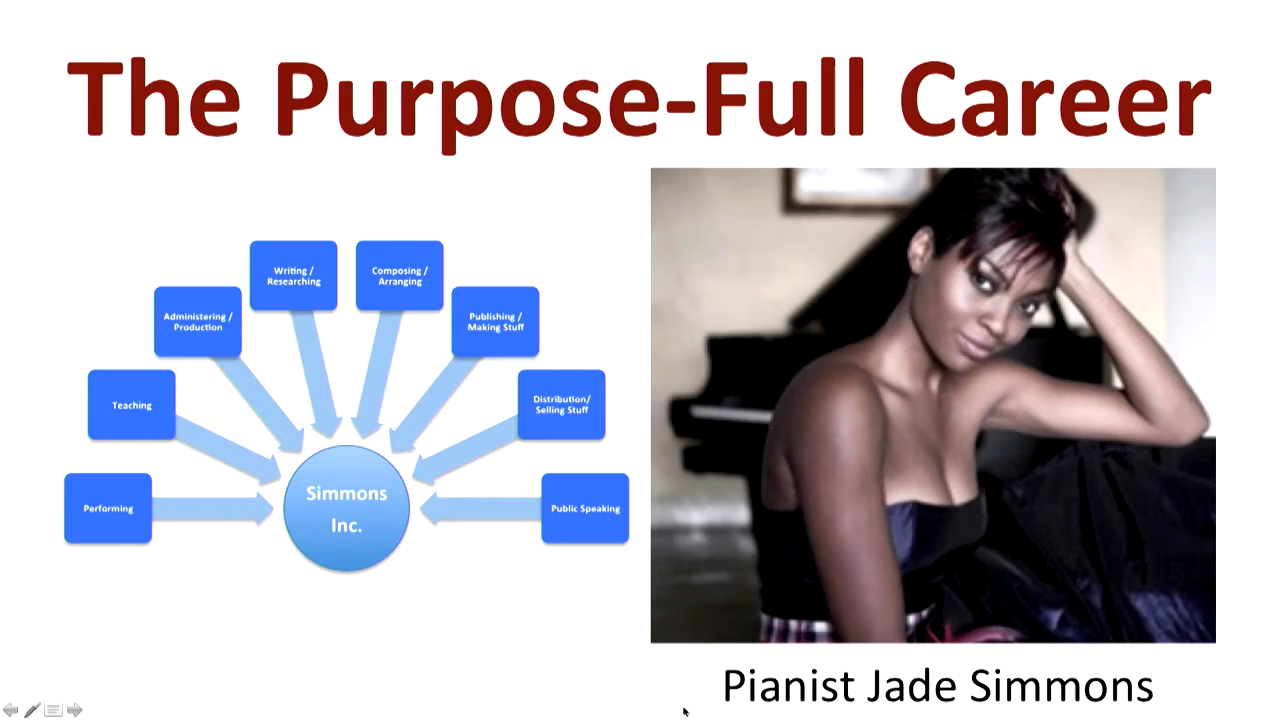 The Purpose-Full Career
Writing /
Researching
Composing /
Arranging
Administering /
Production
Publishing /
Making Stuff
Teaching
Distribution/
Selling Stuff
Performing
Simmons
Inc.
Public Speaking
Pianist Jade Simmons